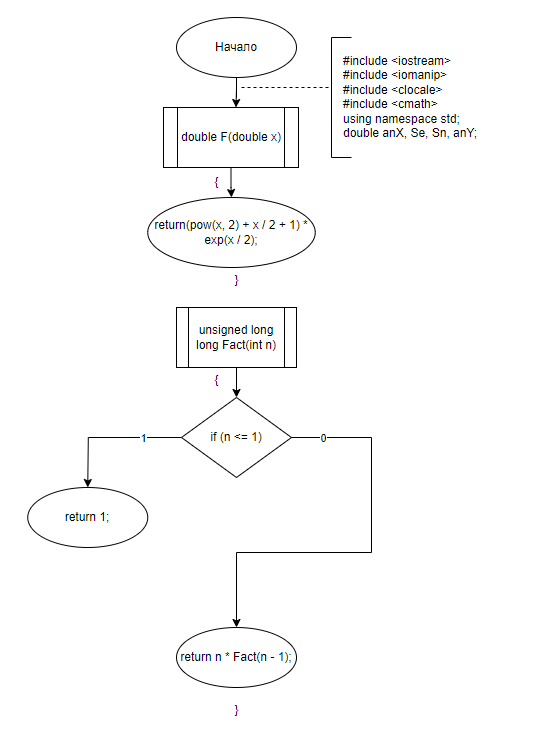 Начало
#include <iostream>
#include <iomanip>
#include <clocale>
#include <cmath>
using namespace std;
double anX, Se, Sn, anY;
double F(double x)
{
return(pow(x, 2) + x / 2 + 1) *
exp(x / 2);
}
unsigned long
long Fact(int n)
{
if (n <= 1)
1
0
return 1;
return n * Fact(n - 1);
}